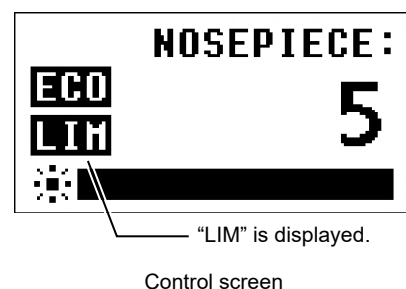 NOSEPIECE:
ECO
5
LIM
“LIM” is displayed.
Control screen